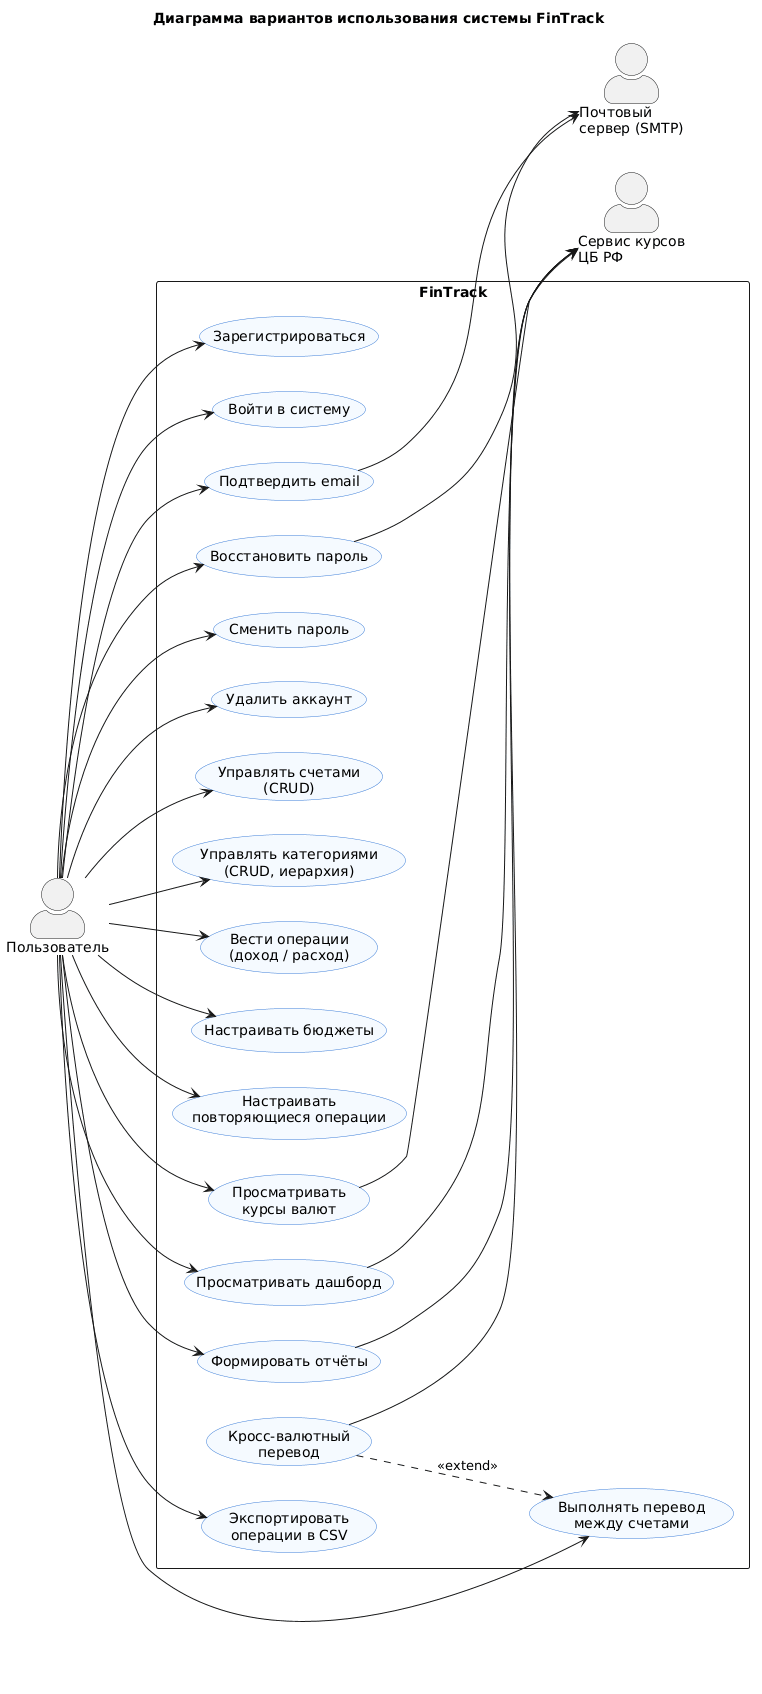 Диаграмма вариантов использования системы FinTrack
Почтовый
сервер (SMTP)
Сервис курсов
ЦБ РФ
FinTrack
Зарегистрироваться
Войти в систему
Подтвердить email
Восстановить пароль
Сменить пароль
Удалить аккаунт
Управлять счетами
(CRUD)
Управлять категориями
(CRUD, иерархия)
Пользователь
Вести операции
(доход / расход)
Настраивать бюджеты
Настраивать
повторяющиеся операции
Просматривать
курсы валют
Просматривать дашборд
Формировать отчёты
Кросс-валютный
перевод
«extend»
Выполнять перевод
между счетами
Экспортировать
операции в CSV